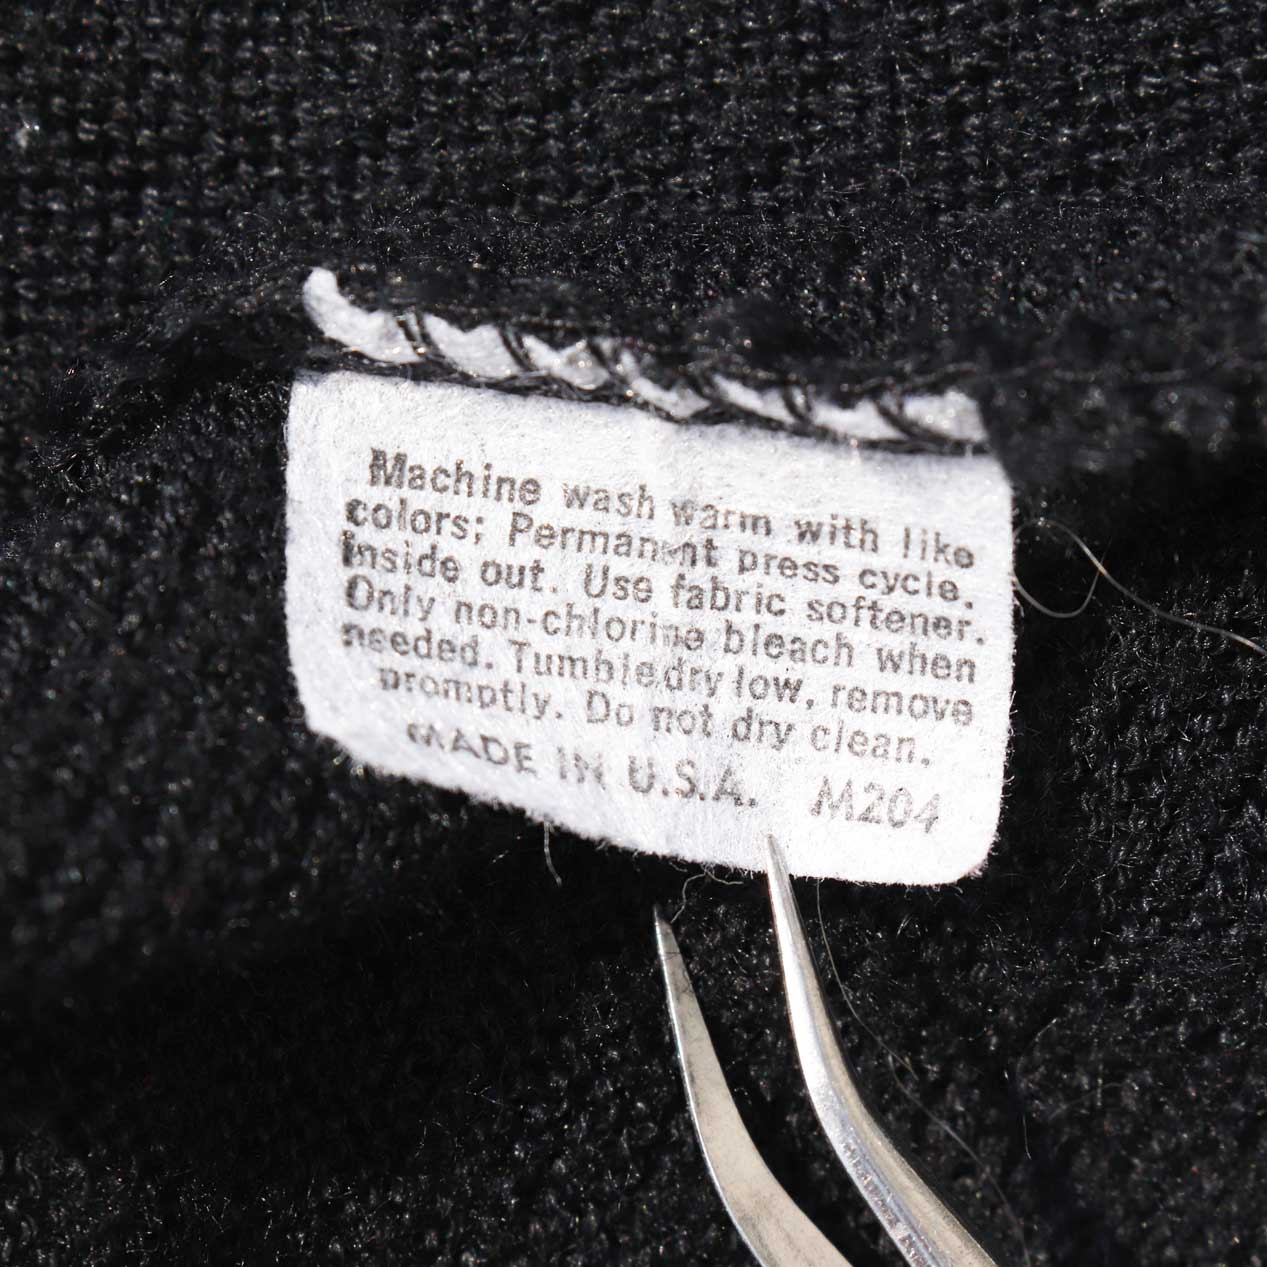 Machine wash warm with like
colors; Permanent press cycle.
Inside out. Use fabric softener.
Only non-chlorine bleach when
needed. Tumble dry low, remove
promptly. Do not dry clean.
MADE IN U.S.A. M204